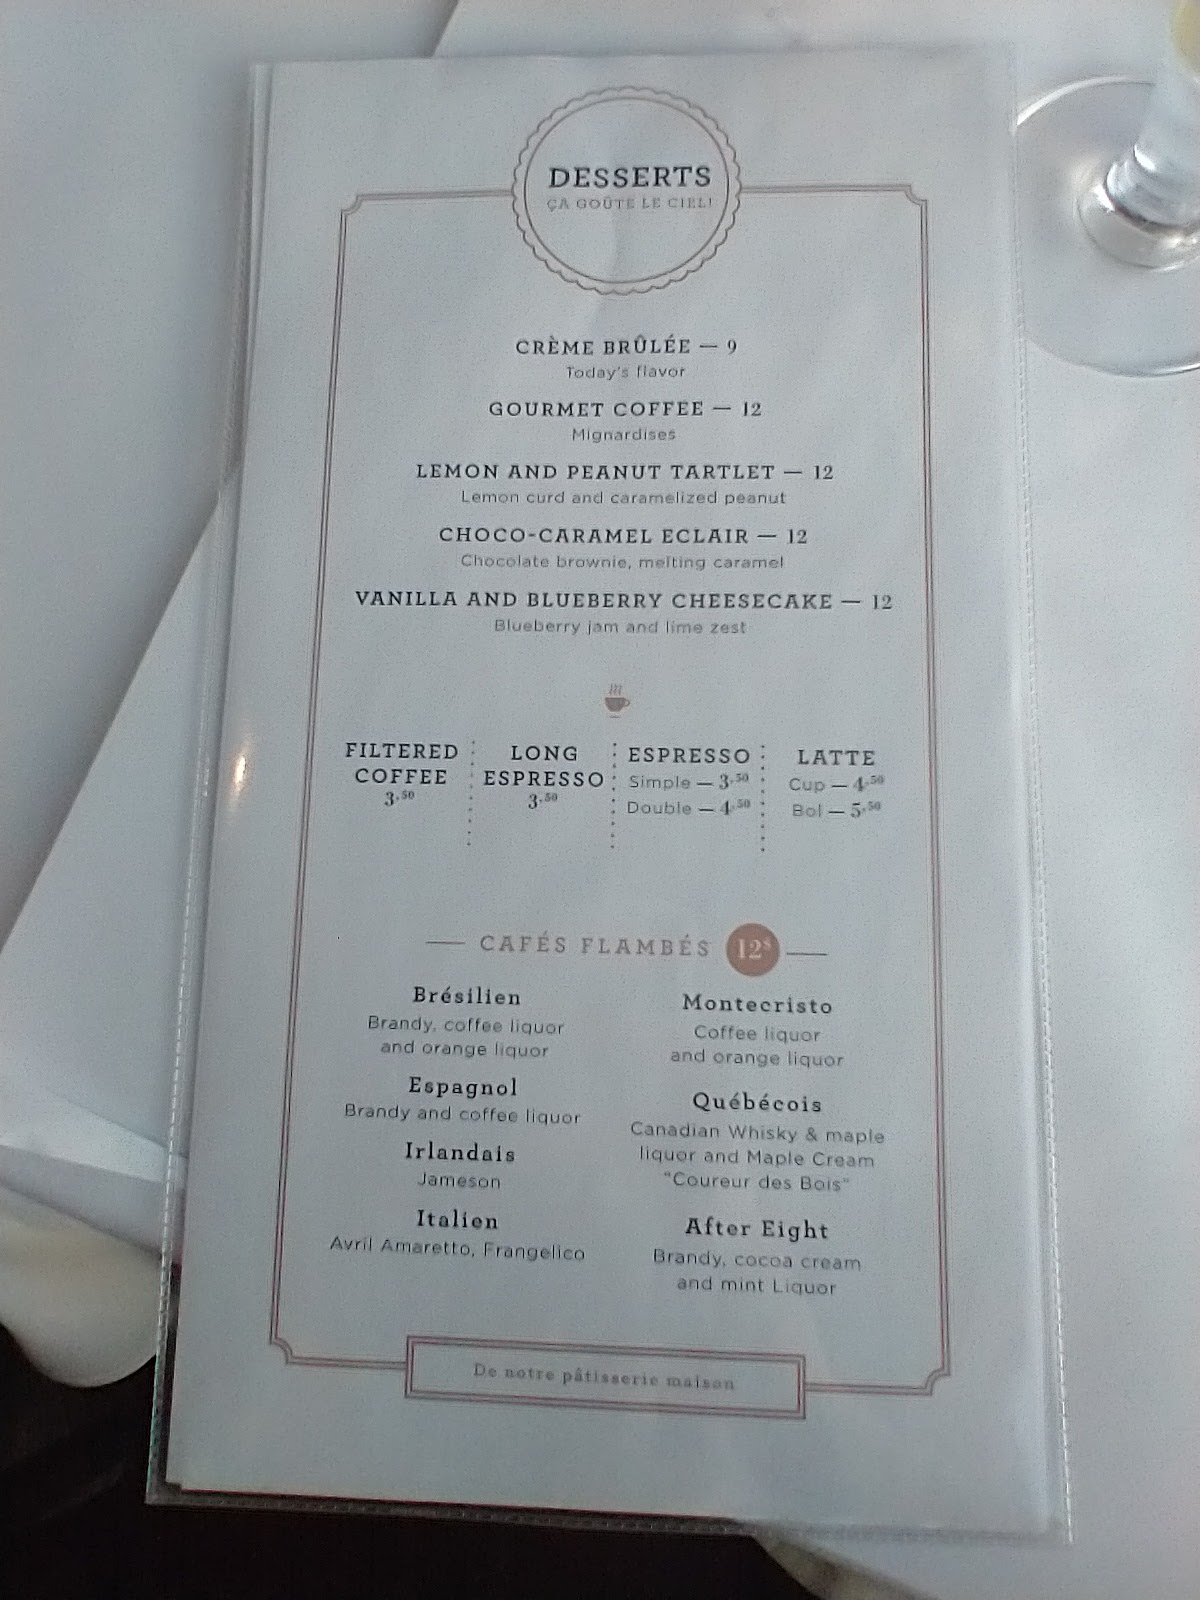 DESSERTS
ÇA GOÛTE LE CIEL!
CRÈME BRÛLÉE — 9
Today's flavor
GOURMET COFFEE — 12
Mignardises
LEMON AND PEANUT TARTLET — 12
Lemon curd and caramelized peanut
CHOCO-CARAMEL ECLAIR — 12
Chocolate brownie, melting caramel
VANILLA AND BLUEBERRY CHEESECAKE — 12
Blueberry jam and lime zest
FILTERED
COFFEE
3.50
LONG
ESPRESSO
3.50
ESPRESSO
Simple — 3.50
Double — 4.50
LATTE
Cup — 4.50
Bol — 5.50
CAFÉS FLAMBÉS 12$
Brésilien
Brandy, coffee liquor
and orange liquor
Espagnol
Brandy and coffee liquor
Irlandais
Jameson
Italien
Avril Amaretto, Frangelico
Montecristo
Coffee liquor
and orange liquor
Québécois
Canadian Whisky & maple
liquor and Maple Cream
"Coureur des Bois"
After Eight
Brandy, cocoa cream
and mint Liquor
De notre pâtisserie maison